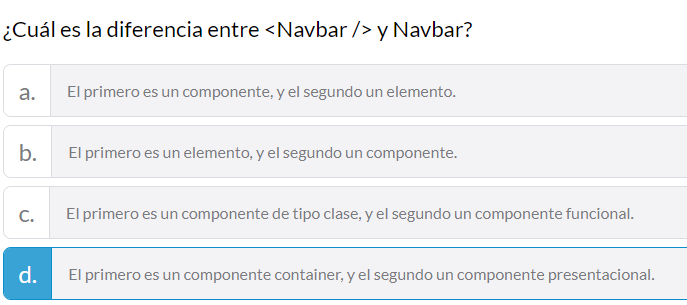 ¿Cuál es la diferencia entre <Navbar /> y Navbar?
a. El primero es un componente, y el segundo un elemento.
b. El primero es un elemento, y el segundo un componente.
c. El primero es un componente de tipo clase, y el segundo un componente funcional.
d. El primero es un componente container, y el segundo un componente presentacional.